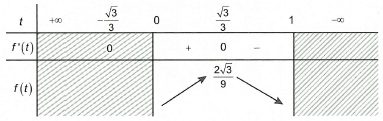 t +∞ -√3/3 0 √3/3 1 -∞
f'(t) 0 + 0 -
f(t) 2√3/9